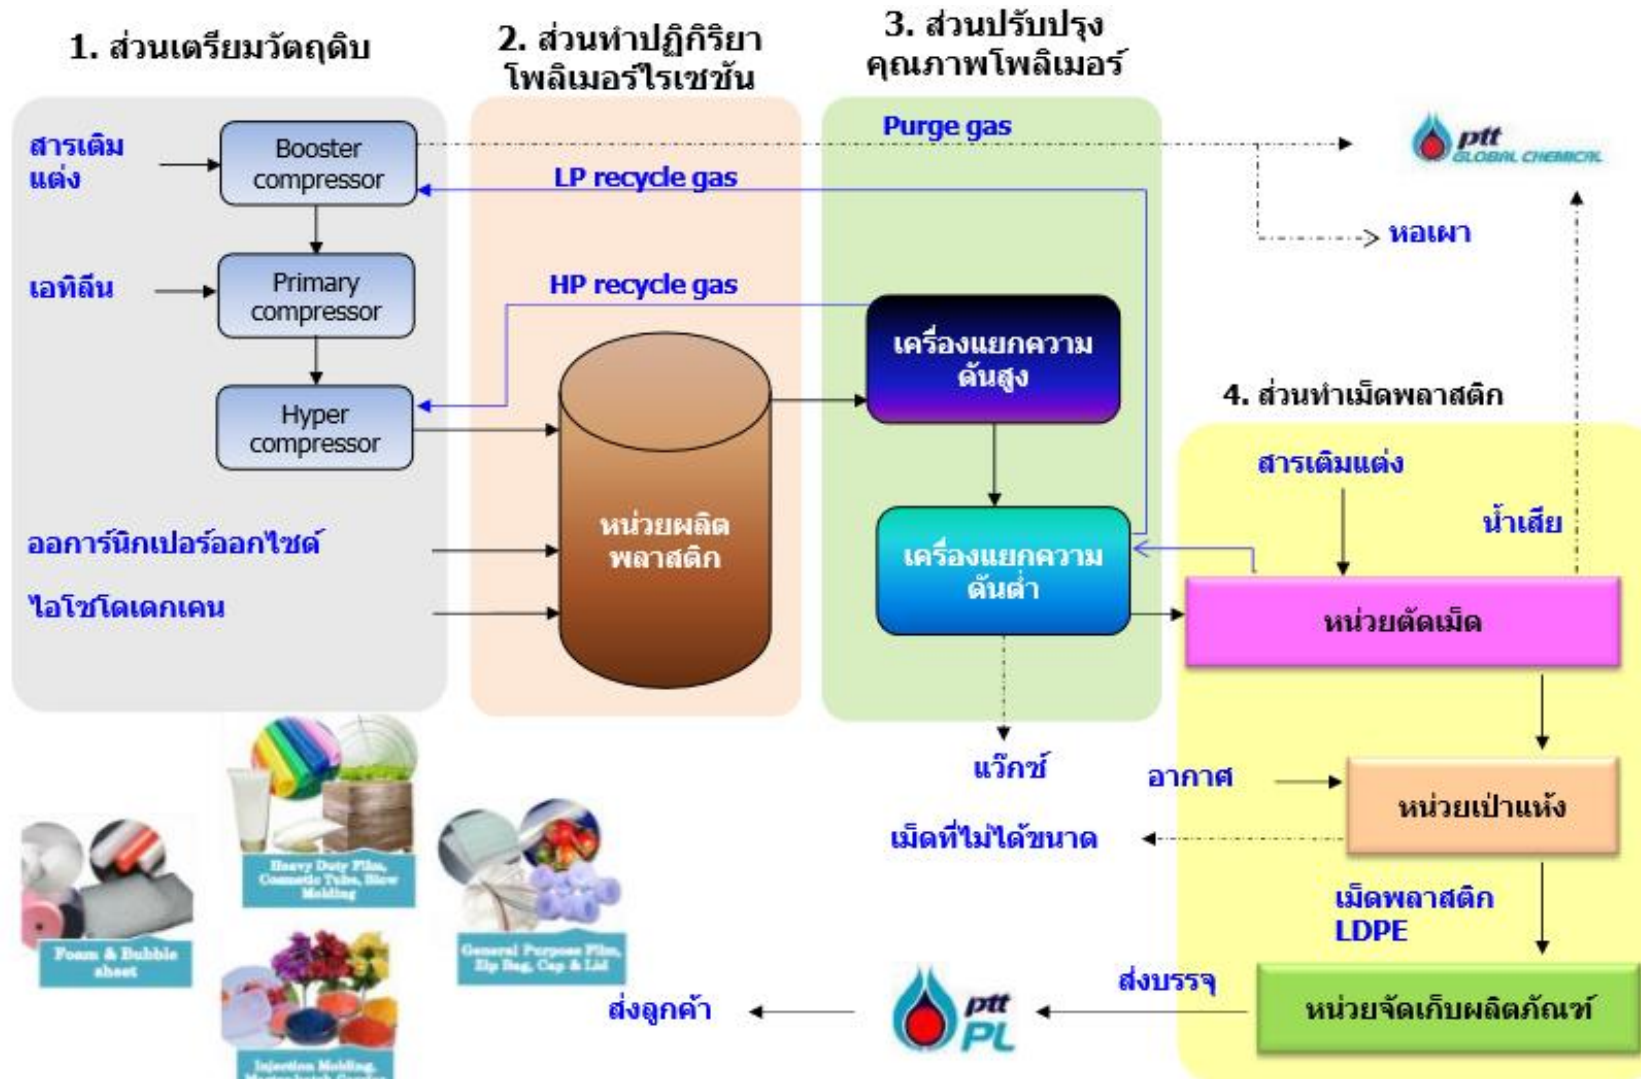 1. ส่วนเตรียมวัตถุดิบ
2. ส่วนทำปฏิกิริยา
โพลิเมอร์ไรเซชัน
3. ส่วนปรับปรุง
คุณภาพโพลิเมอร์
สารเติม
แต่ง
Booster
compressor
Purge gas
ptt
GLOBAL CHEMICAL
LP recycle gas
หอเผา
เอทิลีน
Primary
compressor
HP recycle gas
เครื่องแยกความ
ดันสูง
Hyper
compressor
4. ส่วนทำเม็ดพลาสติก
สารเติมแต่ง
น้ำเสีย
ออการ์นิกเปอร์ออกไซด์
หน่วยผลิต
พลาสติก
เครื่องแยกความ
ดันต่ำ
ไอโซโดเดกเคน
หน่วยตัดเม็ด
แว๊กซ์
อากาศ
หน่วยเป่าแห้ง
เม็ดที่ไม่ได้ขนาด
Heavy Duty Film,
Cosmetic Tube, Blow
Molding
Foam & Bubble
sheet
General Purpose Film,
Zip Bag, Cap & Lid
เม็ดพลาสติก
LDPE
ส่งลูกค้า
ptt
PL
ส่งบรรจุ
หน่วยจัดเก็บผลิตภัณฑ์
Injection Molding,